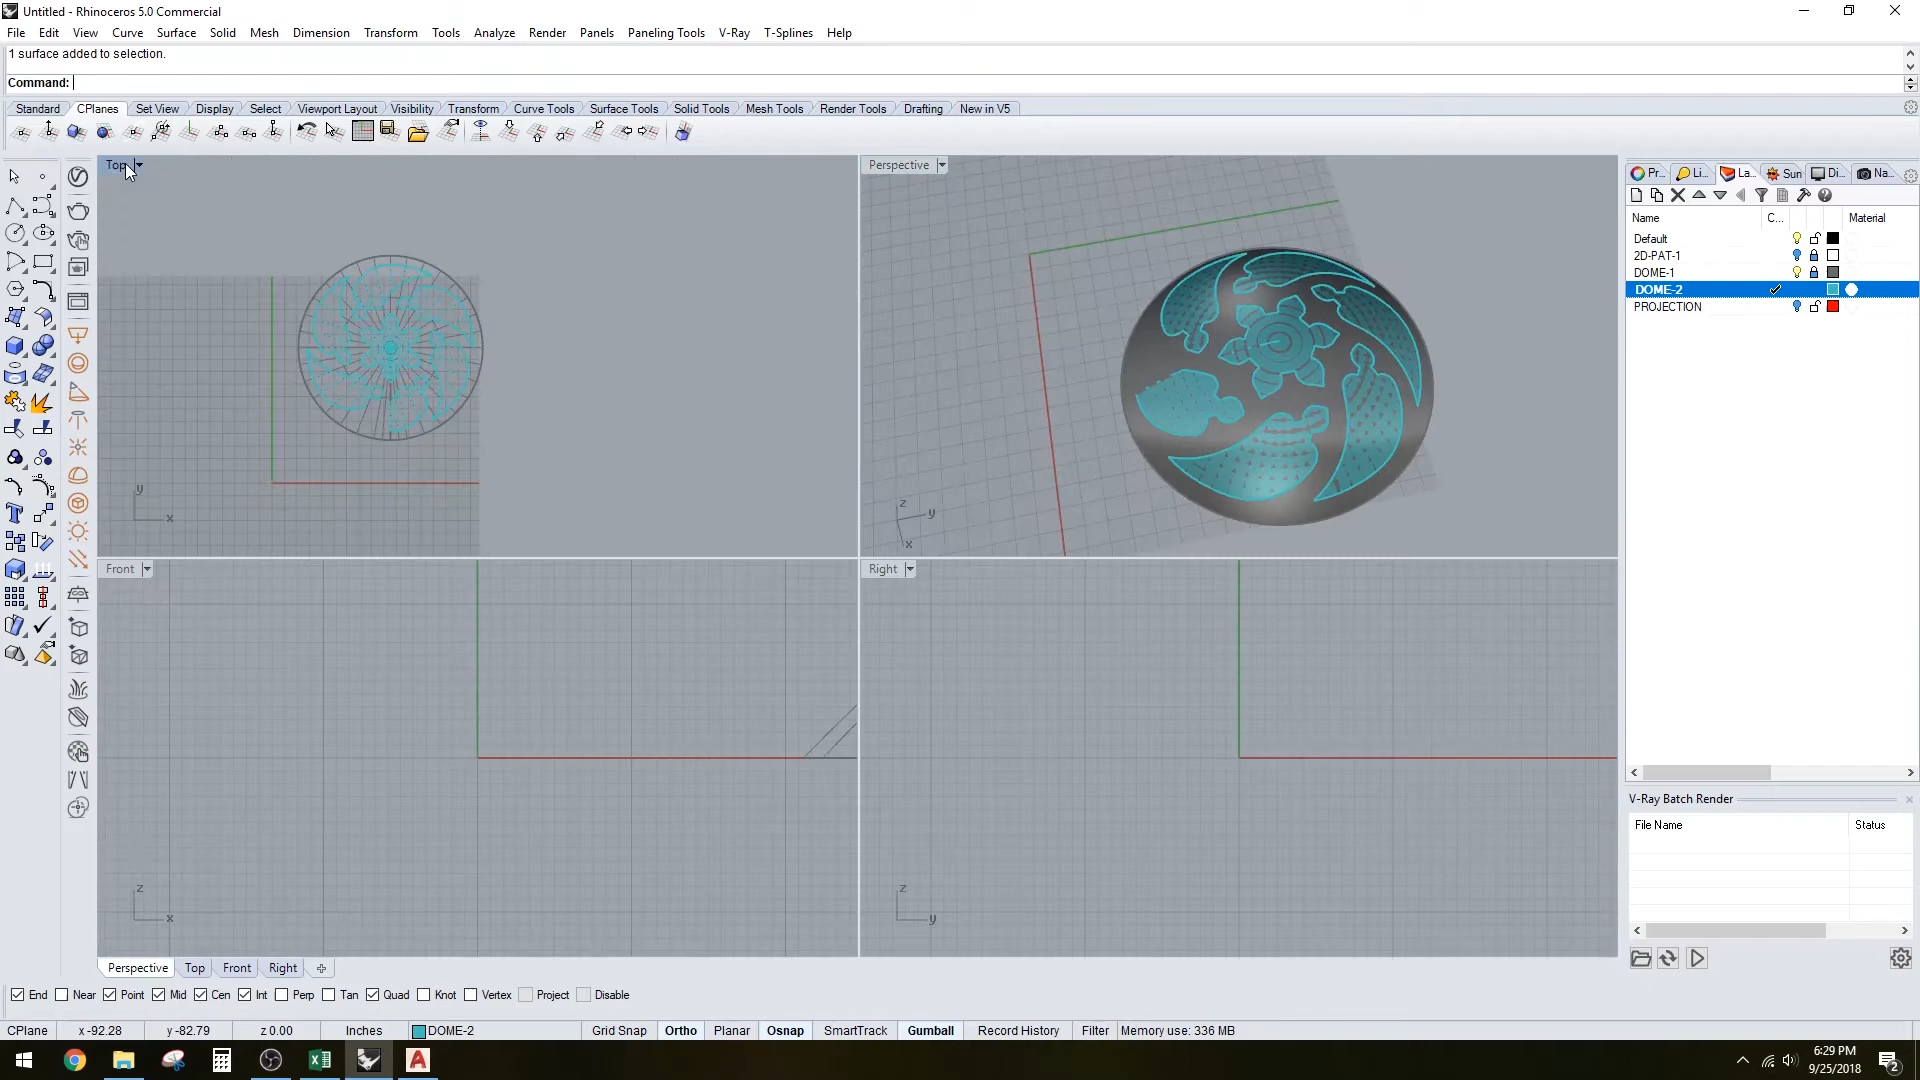 Untitled - Rhinoceros 5.0 Commercial
File Edit View Curve Surface Solid Mesh Dimension Transform Tools Analyze Render Panels Paneling Tools V-Ray T-Splines Help
1 surface added to selection.
Command:
Standard CPlanes Set View Display Select Viewport Layout Visibility Transform Curve Tools Surface Tools Solid Tools Mesh Tools Render Tools Drafting New in V5
Top
Perspective
Pr... Li... La... Sun Di... Na...
Name C... Material
Default
2D-PAT-1
DOME-1
DOME-2
PROJECTION
y
x
z
y
x
Front
Right
z
x
z
y
V-Ray Batch Render
File Name Status
Perspective Top Front Right
End Near Point Mid Cen Int Perp Tan Quad Knot Vertex Project Disable
CPlane x -92.28 y -82.79 z 0.00 Inches DOME-2 Grid Snap Ortho Planar Osnap SmartTrack Gumball Record History Filter Memory use: 336 MB
6:29 PM
9/25/2018
2